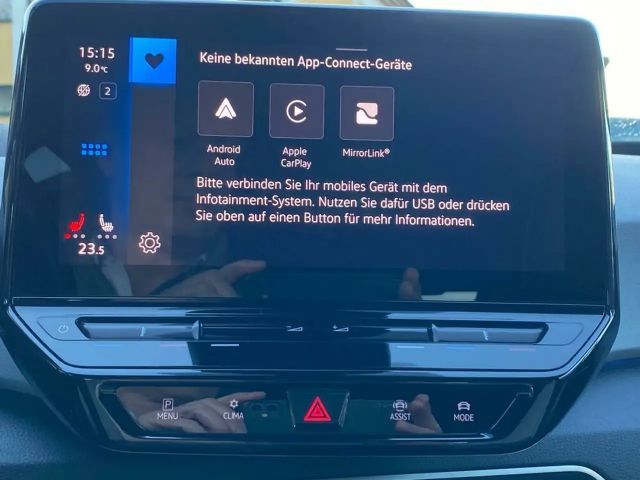 15:15
9.0°C
2
23.5
Keine bekannten App-Connect-Geräte
Android
Auto
Apple
CarPlay
MirrorLink®
Bitte verbinden Sie Ihr mobiles Gerät mit dem
Infotainment-System. Nutzen Sie dafür USB oder drücken
Sie oben auf einen Button für mehr Informationen.
P
MENU
CLIMA
ASSIST
MODE